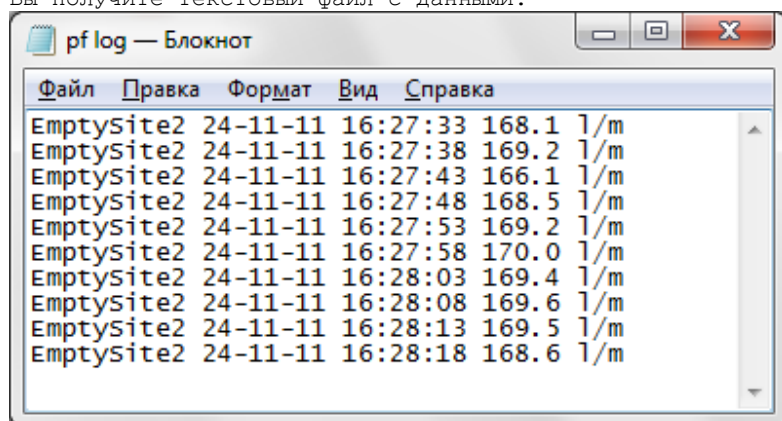 Вы получите текстовый файл с данными:
pf log — Блокнот
Файл Правка Формат Вид Справка
EmptySite2 24-11-11 16:27:33 168.1 l/m
EmptySite2 24-11-11 16:27:38 169.2 l/m
EmptySite2 24-11-11 16:27:43 166.1 l/m
EmptySite2 24-11-11 16:27:48 168.5 l/m
EmptySite2 24-11-11 16:27:53 169.2 l/m
EmptySite2 24-11-11 16:27:58 170.0 l/m
EmptySite2 24-11-11 16:28:03 169.4 l/m
EmptySite2 24-11-11 16:28:08 169.6 l/m
EmptySite2 24-11-11 16:28:13 169.5 l/m
EmptySite2 24-11-11 16:28:18 168.6 l/m